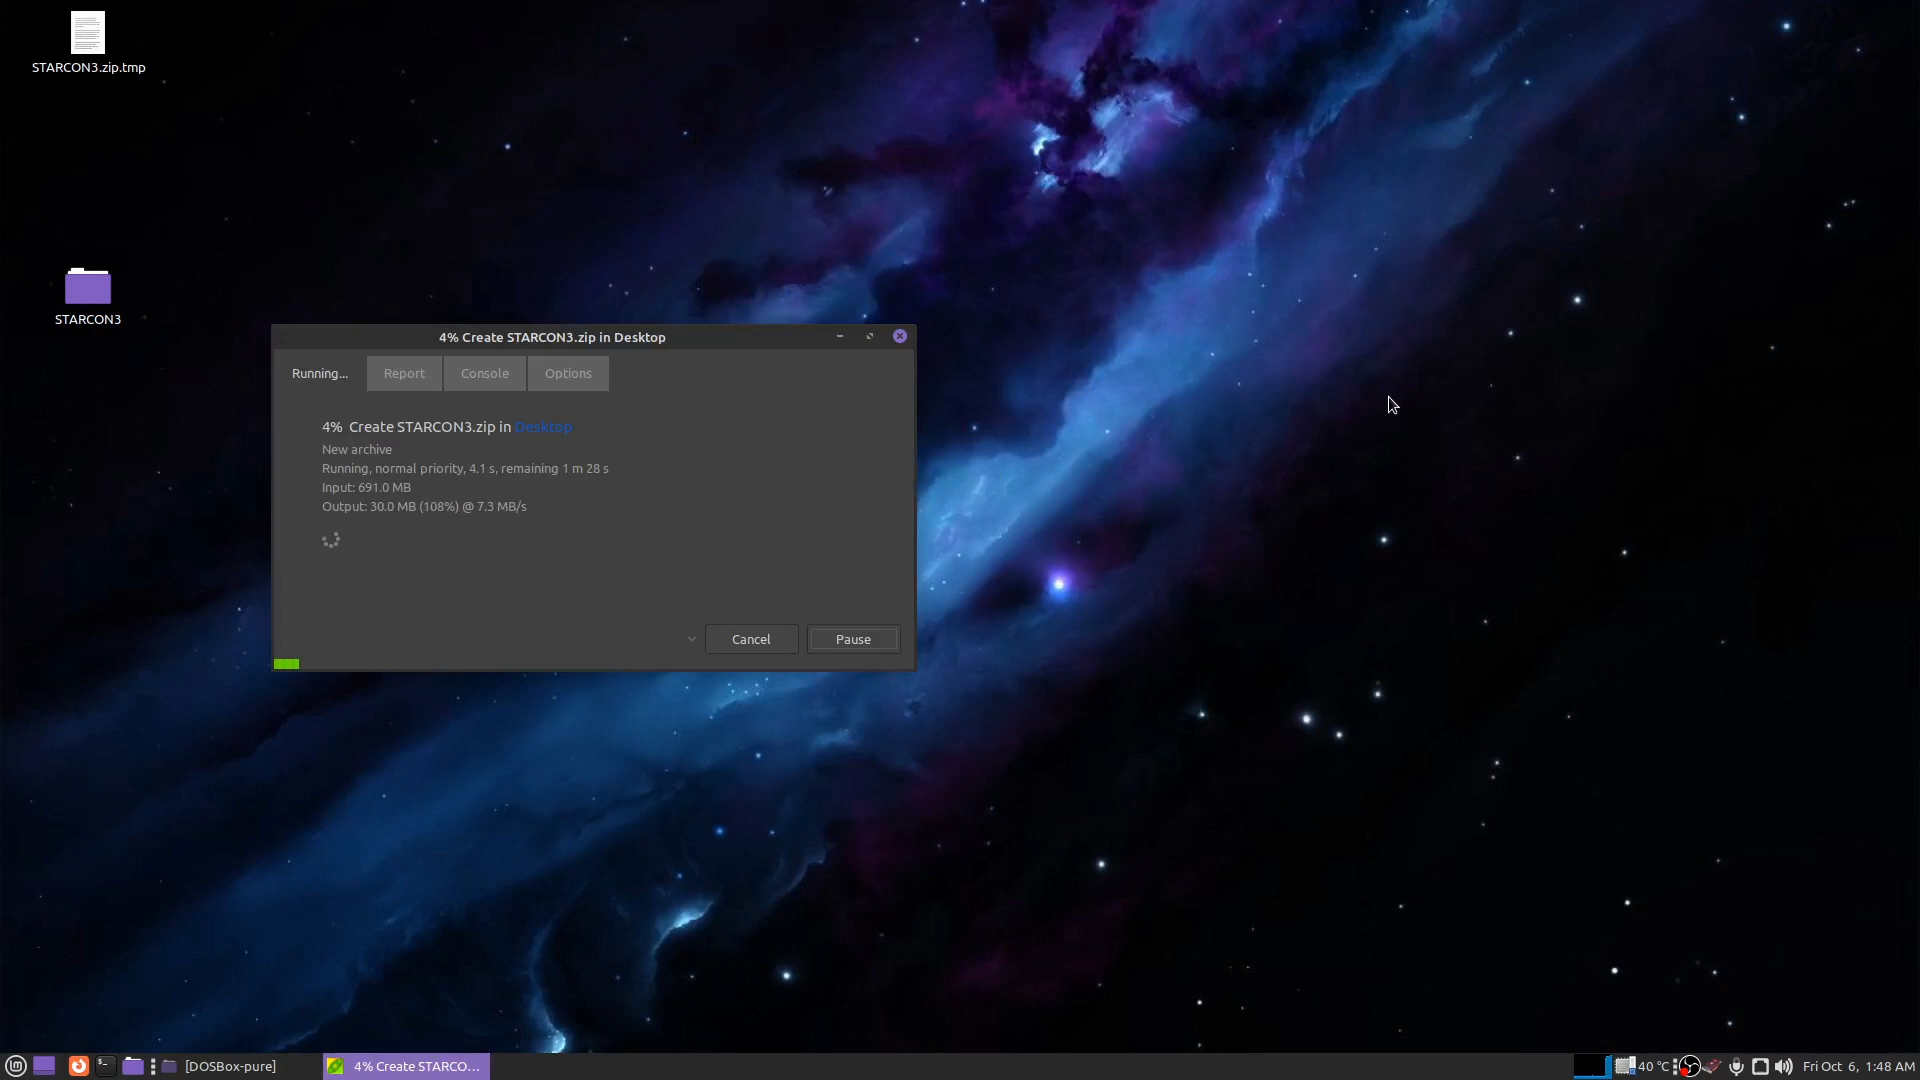 STARCON3.zip.tmp
STARCON3
4% Create STARCON3.zip in Desktop
Running...
Report
Console
Options
4% Create STARCON3.zip in Desktop
New archive
Running, normal priority, 4.1 s, remaining 1 m 28 s
Input: 691.0 MB
Output: 30.0 MB (108%) @ 7.3 MB/s
Cancel
Pause
[DOSBox-pure]
4% Create STARCO...
40 °C
Fri Oct 6, 1:48 AM